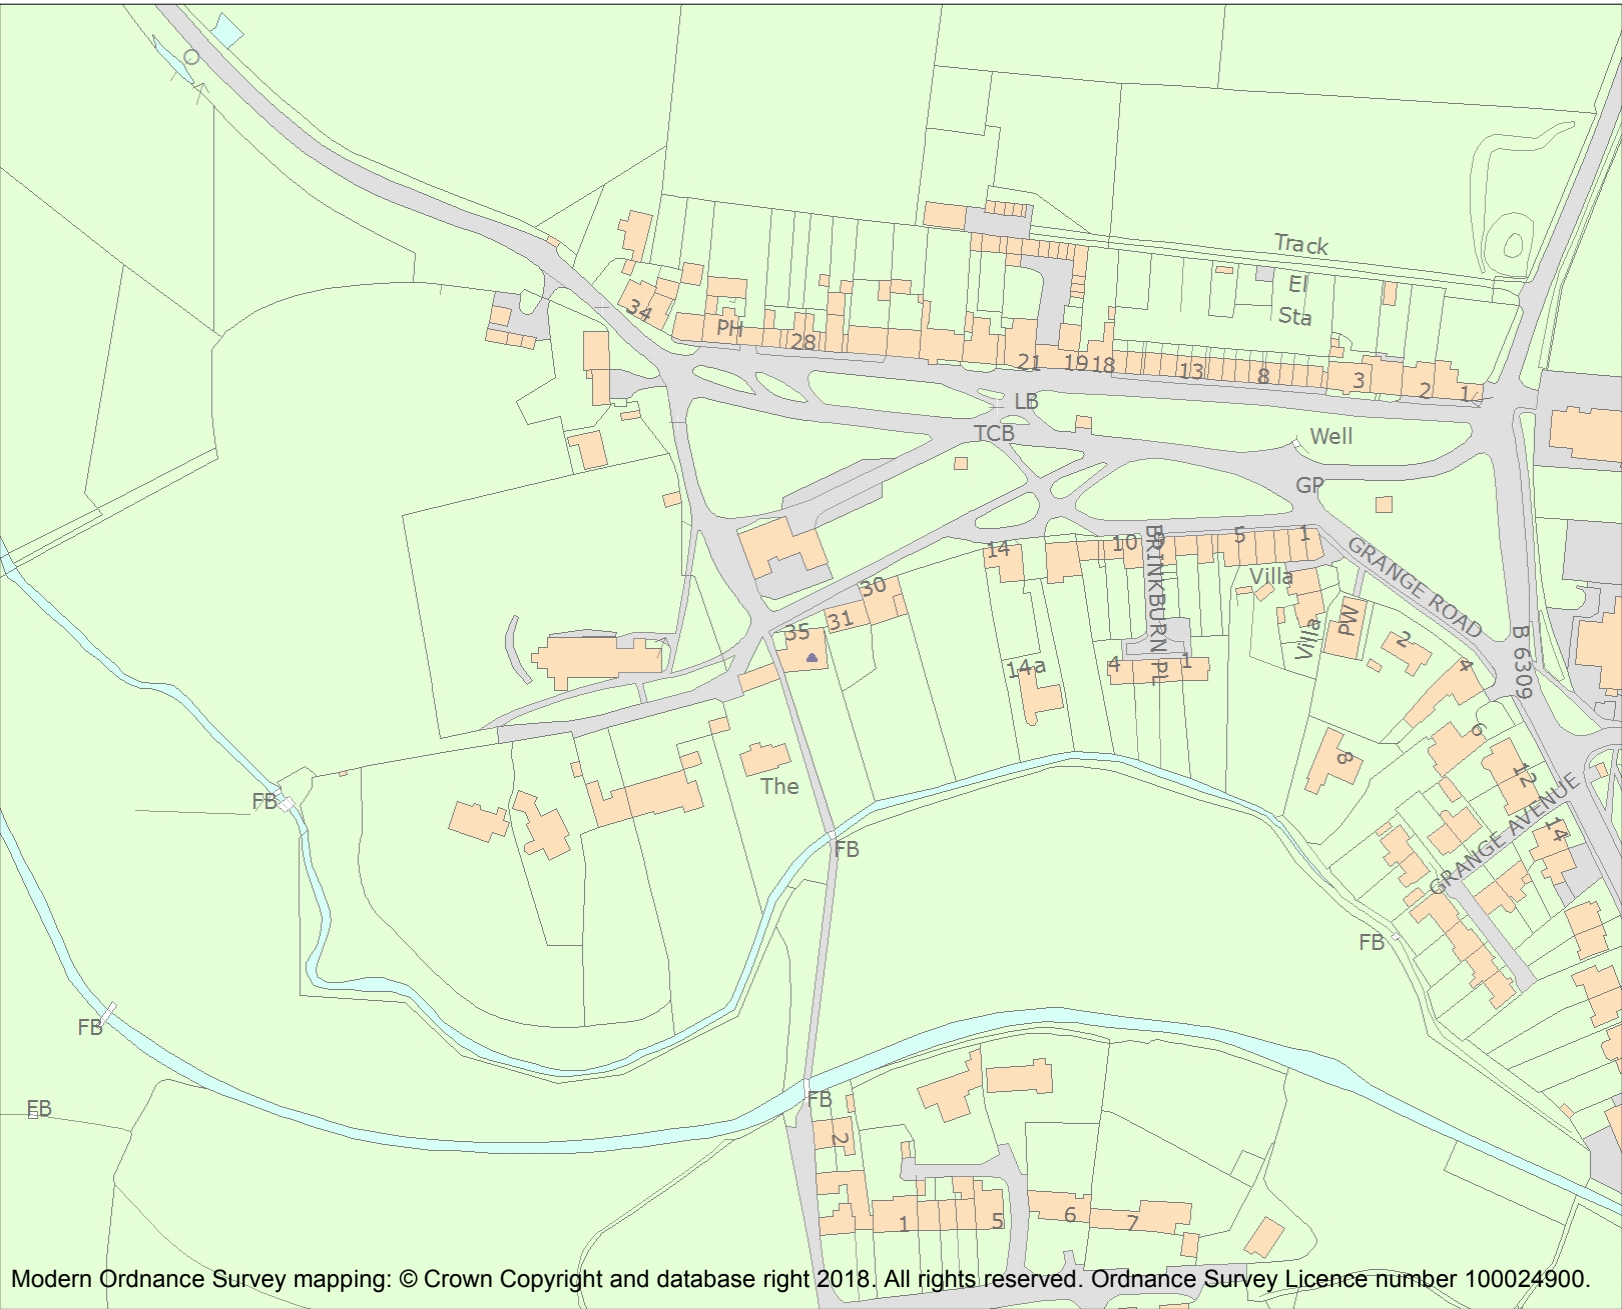 Track
El
Sta
34
PH
28
21
19
18
13
8
3
2
1
LB
TCB
Well
GP
14
10
9
5
1
BRINKBURN PL
GRANGE ROAD
Villa
30
31
35
PW
Villa
2
B 6309
14a
4
1
4
6
8
12
The
FB
GRANGE AVENUE
14
FB
FB
FB
FB
FB
2
1
5
6
7
Modern Ordnance Survey mapping: © Crown Copyright and database right 2018. All rights reserved. Ordnance Survey Licence number 100024900.